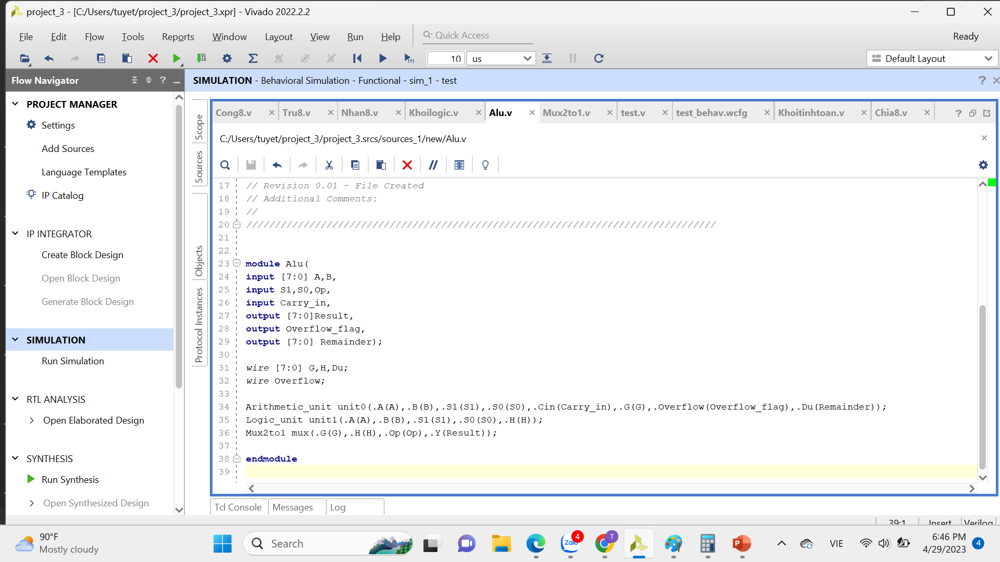 project_3 - [C:/Users/tuyet/project_3/project_3.xpr] - Vivado 2022.2.2
File Edit Flow Tools Reports Window Layout View Run Help Quick Access Ready
10 us Default Layout
Flow Navigator
SIMULATION - Behavioral Simulation - Functional - sim_1 - test
PROJECT MANAGER
Settings
Add Sources
Language Templates
IP Catalog
IP INTEGRATOR
Create Block Design
Open Block Design
Generate Block Design
SIMULATION
Run Simulation
RTL ANALYSIS
Open Elaborated Design
SYNTHESIS
Run Synthesis
Open Synthesized Design
Scope
Sources
Objects
Protocol Instances
Cong8.v Tru8.v Nhan8.v Khoilogic.v Alu.v Mux2to1.v test.v test_behav.wcfg Khoitinhtoan.v Chia8.v
C:/Users/tuyet/project_3/project_3.srcs/sources_1/new/Alu.v
17 // Revision 0.01 - File Created
18 // Additional Comments:
19 //
20 //////////////////////////////////////////////////////////////////////////////////
21
22
23 module Alu(
24 input [7:0] A,B,
25 input S1,S0,Op,
26 input Carry_in,
27 output [7:0]Result,
28 output Overflow_flag,
29 output [7:0] Remainder);
30
31 wire [7:0] G,H,Du;
32 wire Overflow;
33
34 Arithmetic_unit unit0(.A(A),.B(B),.S1(S1),.S0(S0),.Cin(Carry_in),.G(G),.Overflow(Overflow_flag),.Du(Remainder));
35 Logic_unit unit1(.A(A),.B(B),.S1(S1),.S0(S0),.H(H));
36 Mux2to1 mux(.G(G),.H(H),.Op(Op),.Y(Result));
37
38 endmodule
39
Tcl Console Messages Log
39:1 Insert Verilog
90°F
Mostly cloudy
Search
Zalo
4
T
P
VIE
6:46 PM
4/29/2023
4